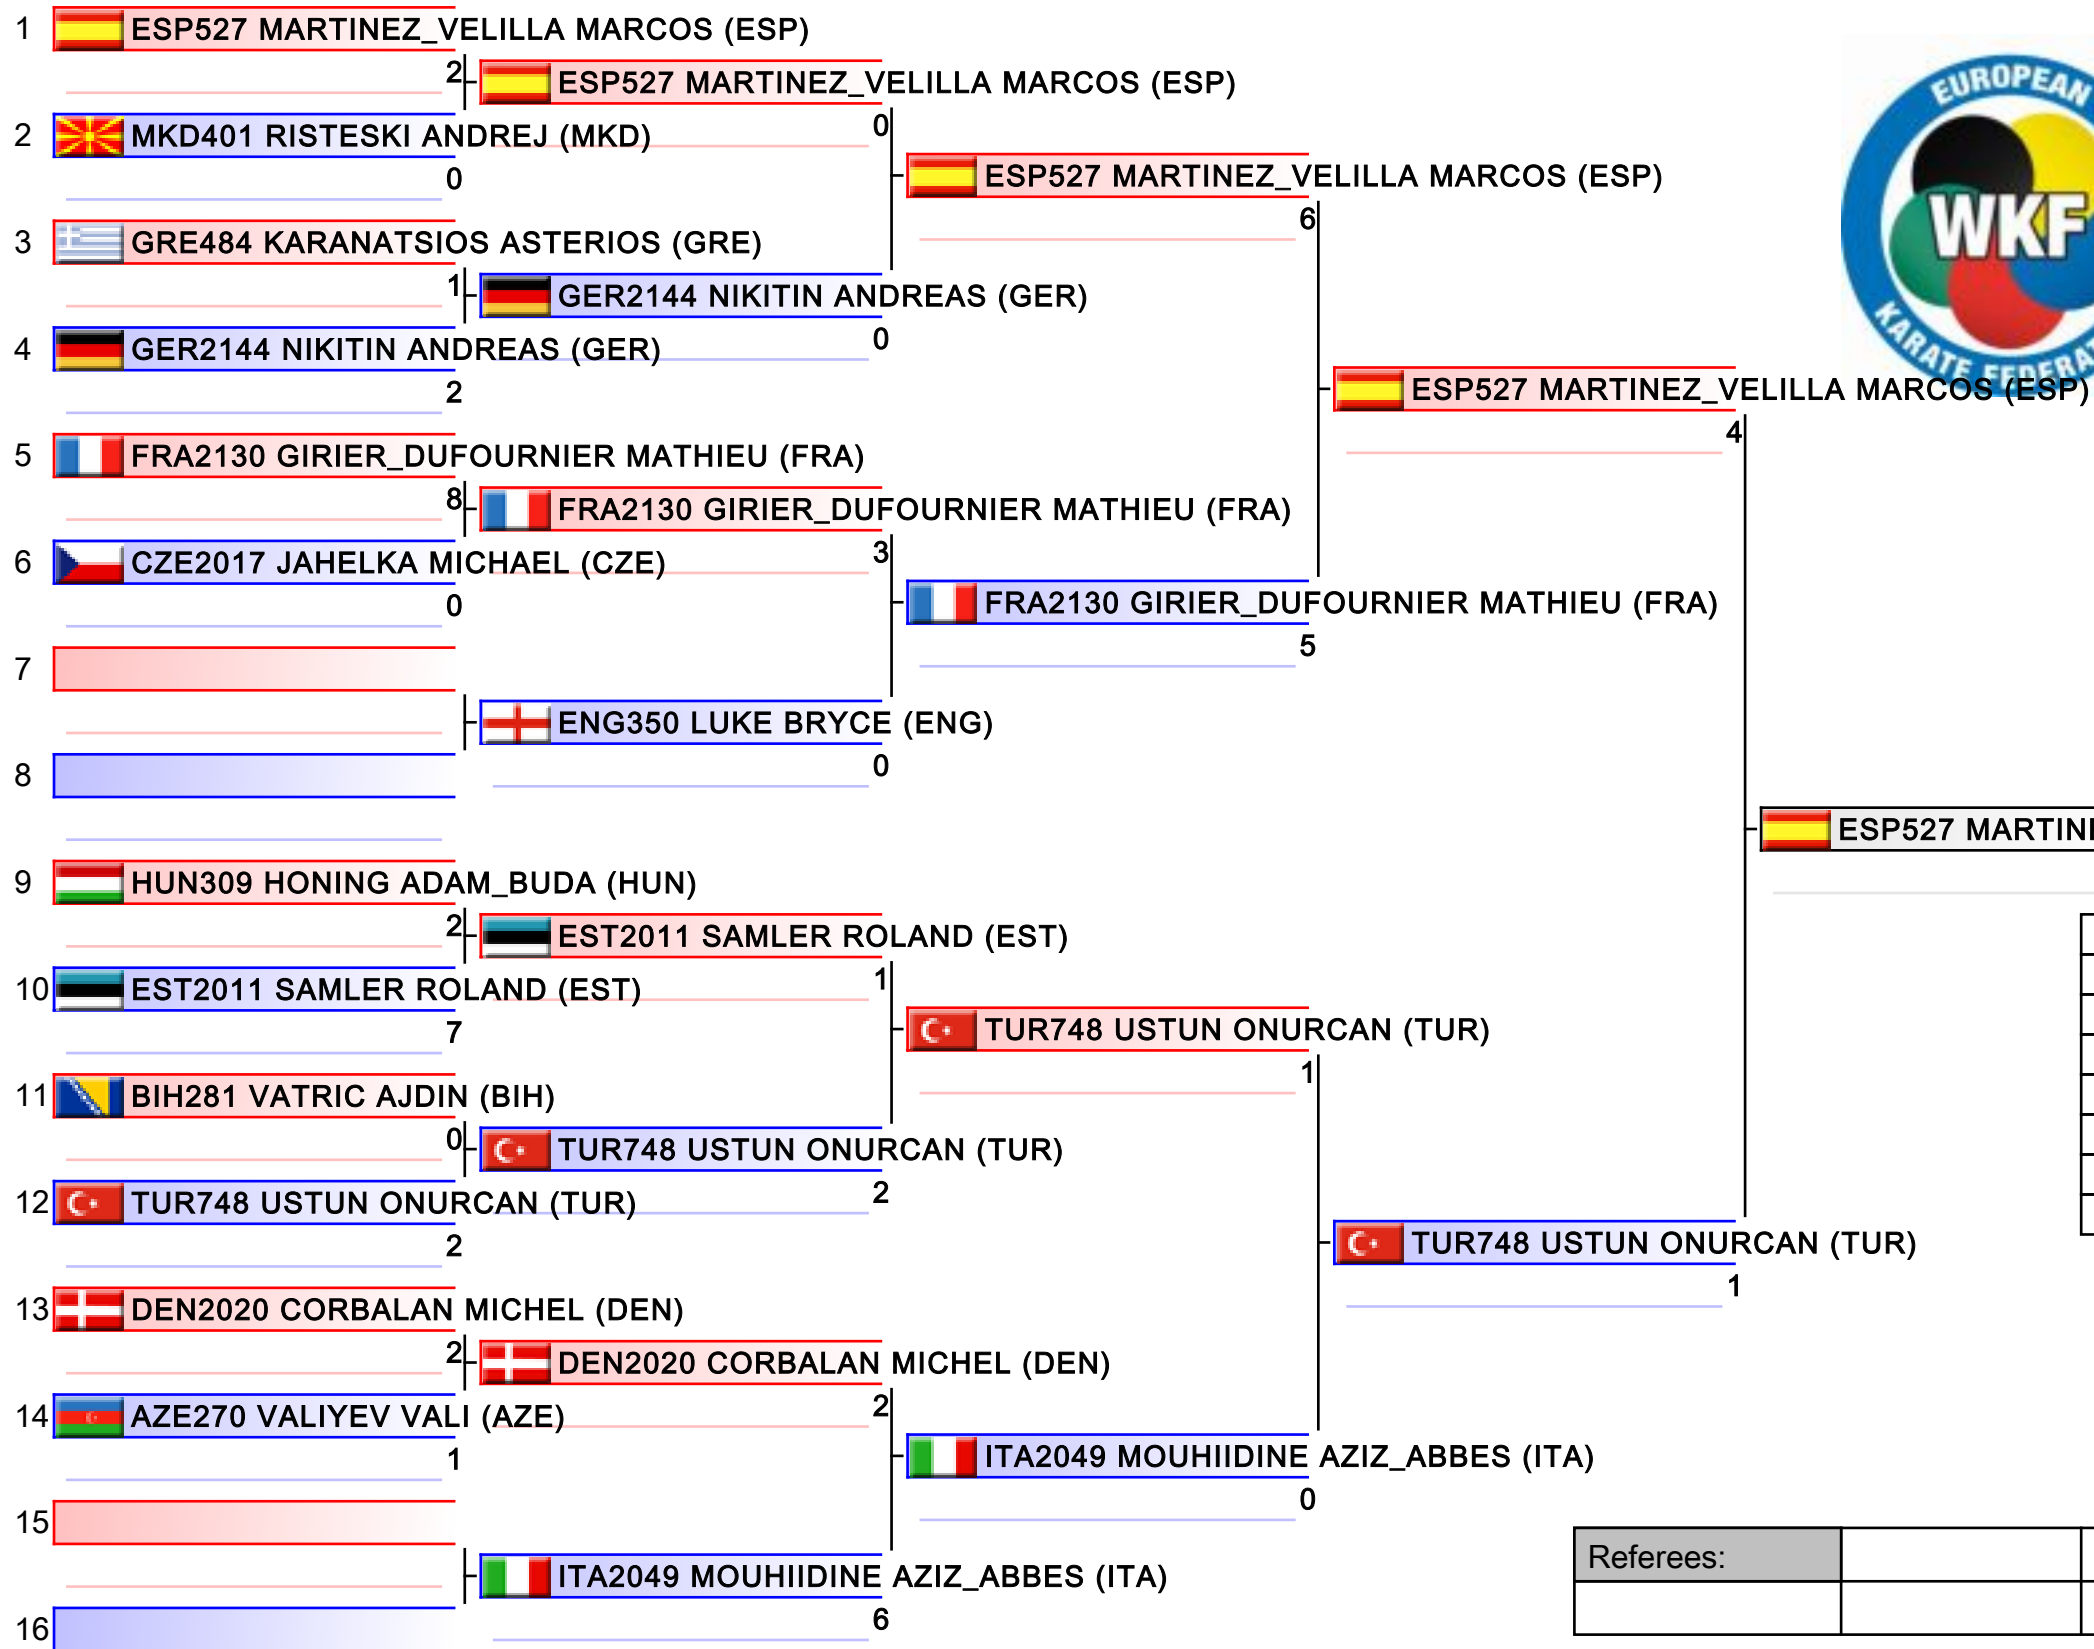 1 ESP527 MARTINEZ_VELILLA MARCOS (ESP)
2 ESP527 MARTINEZ_VELILLA MARCOS (ESP)
2 MKD401 RISTESKI ANDREJ (MKD)
0
0
ESP527 MARTINEZ_VELILLA MARCOS (ESP)
6
3 GRE484 KARANATSIOS ASTERIOS (GRE)
1 GER2144 NIKITIN ANDREAS (GER)
0
4 GER2144 NIKITIN ANDREAS (GER)
2
ESP527 MARTINEZ_VELILLA MARCOS (ESP)
4
5 FRA2130 GIRIER_DUFOURNIER MATHIEU (FRA)
8 FRA2130 GIRIER_DUFOURNIER MATHIEU (FRA)
3
6 CZE2017 JAHELKA MICHAEL (CZE)
0
FRA2130 GIRIER_DUFOURNIER MATHIEU (FRA)
5
7
ENG350 LUKE BRYCE (ENG)
0
8
ESP527
9 HUN309 HONING ADAM_BUDA (HUN)
2 EST2011 SAMLER ROLAND (EST)
1
10 EST2011 SAMLER ROLAND (EST)
7
TUR748 USTUN ONURCAN (TUR)
1
11 BIH281 VATRIC AJDIN (BIH)
0 TUR748 USTUN ONURCAN (TUR)
2
12 TUR748 USTUN ONURCAN (TUR)
2
TUR748 USTUN ONURCAN (TUR)
1
13 DEN2020 CORBALAN MICHEL (DEN)
2 DEN2020 CORBALAN MICHEL (DEN)
2
14 AZE270 VALIYEV VALI (AZE)
1
ITA2049 MOUHIIDINE AZIZ_ABBES (ITA)
0
15
ITA2049 MOUHIIDINE AZIZ_ABBES (ITA)
6
16
EUROPEAN
WKF
KARATE
Referees: